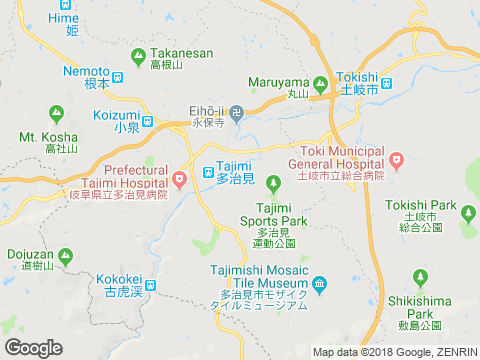 Hime
姫
Takanesan
高根山
Nemoto
根本
Maruyama
丸山
Tokishi
土岐市
Eihō-ji
永保寺
Koizumi
小泉
Mt. Kosha
高社山
Toki Municipal
General Hospital
土岐市立総合病院
Prefectural
Tajimi Hospital
岐阜県立多治見病院
Tajimi
多治見
Tajimi
Sports Park
多治見
運動公園
Tokishi Park
土岐市
総合公園
Dojuzan
道樹山
Kokokei
古虎渓
Tajimishi Mosaic
Tile Museum
多治見市モザイク
タイルミュージアム
Shikishima
Park
敷島公園
Google
Map data ©2018 Google, ZENRIN